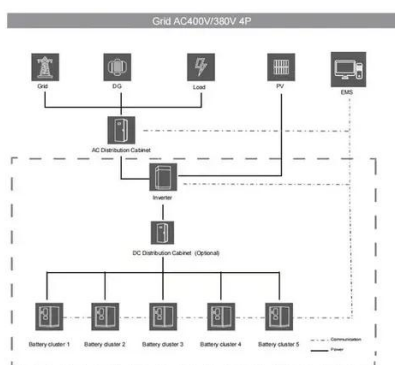 Grid AC400V/380V 4P
Grid DG Load PV EMS
AC Distribution Cabinet
Inverter
DC Distribution Cabinet (Optional)
Battery cluster 1 Battery cluster 2 Battery cluster 3 Battery cluster 4 Battery cluster 5
Communication
Power